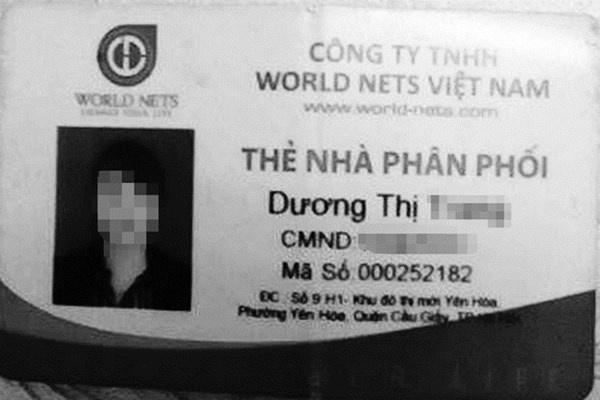 WORLD NETS
CÔNG TY TNHH
WORLD NETS VIỆT NAM
www.world-nets.com
THẺ NHÀ PHÂN PHỐI
Dương Thị
CMND
Mã Số 000252182
ĐC : Số 9 H1- Khu đô thị mới Yên Hòa
Phường Yên Hòa, Quận Cầu Giấy, TP